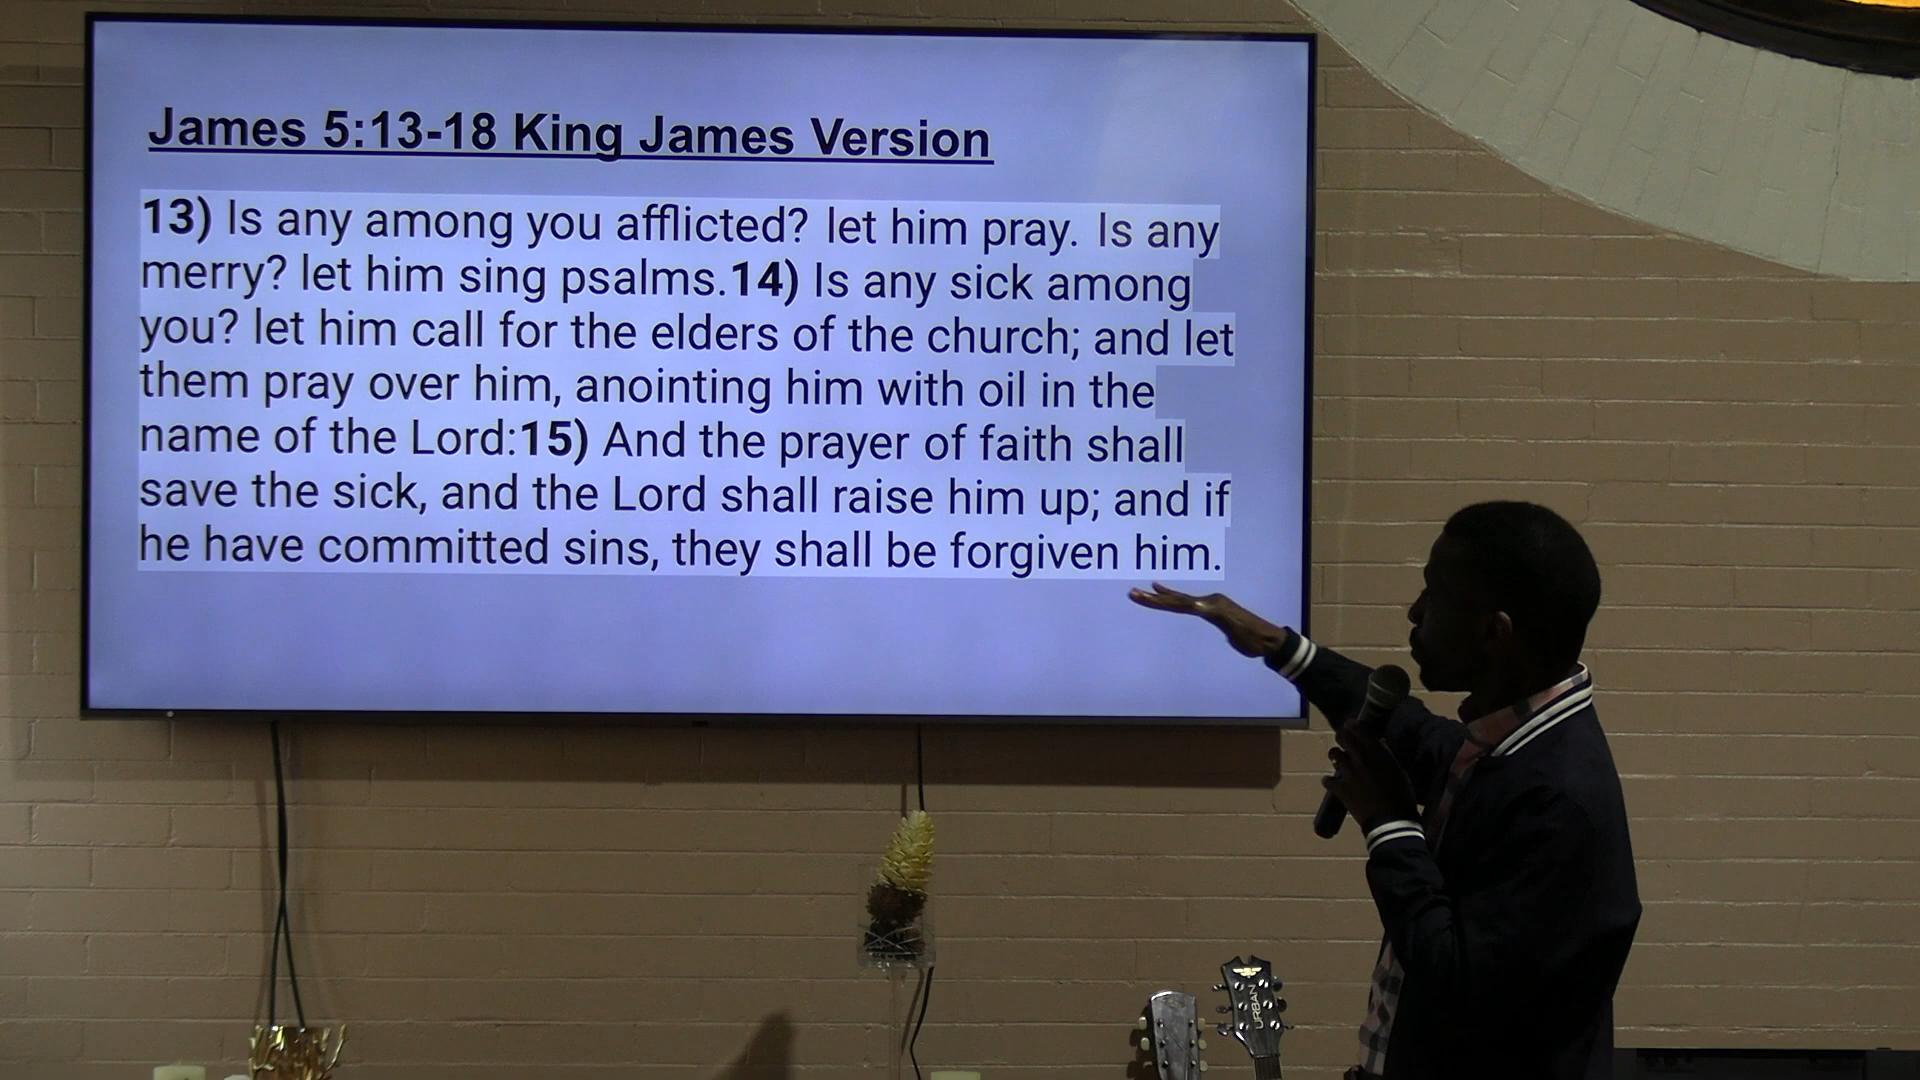 James 5:13-18 King James Version
13) Is any among you afflicted? let him pray. Is any
merry? let him sing psalms.14) Is any sick among
you? let him call for the elders of the church; and let
them pray over him, anointing him with oil in the
name of the Lord:15) And the prayer of faith shall
save the sick, and the Lord shall raise him up; and if
he have committed sins, they shall be forgiven him.
URBAN